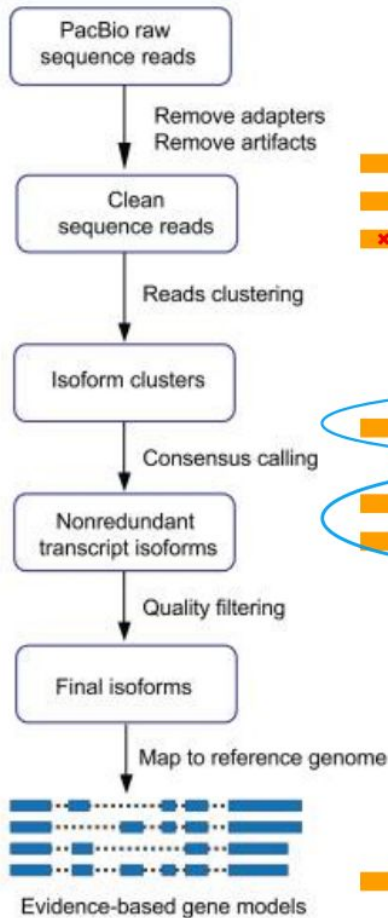 PacBio raw
sequence reads
Remove adapters
Remove artifacts
Clean
sequence reads
Reads clustering
Isoform clusters
Consensus calling
Nonredundant
transcript isoforms
Quality filtering
Final isoforms
Map to reference genome
Evidence-based gene models